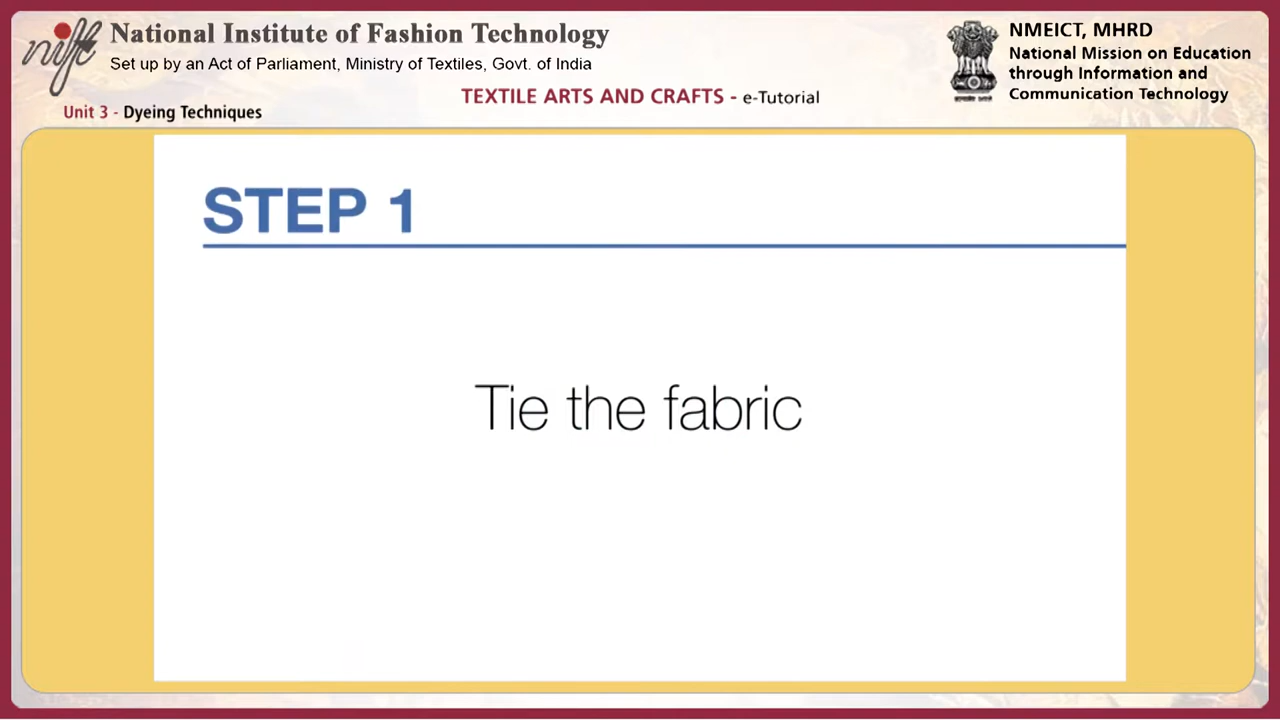 nift
National Institute of Fashion Technology
Set up by an Act of Parliament, Ministry of Textiles, Govt. of India
NMEICT, MHRD
National Mission on Education
through Information and
Communication Technology
TEXTILE ARTS AND CRAFTS - e-Tutorial
Unit 3 - Dyeing Techniques
STEP 1
Tie the fabric